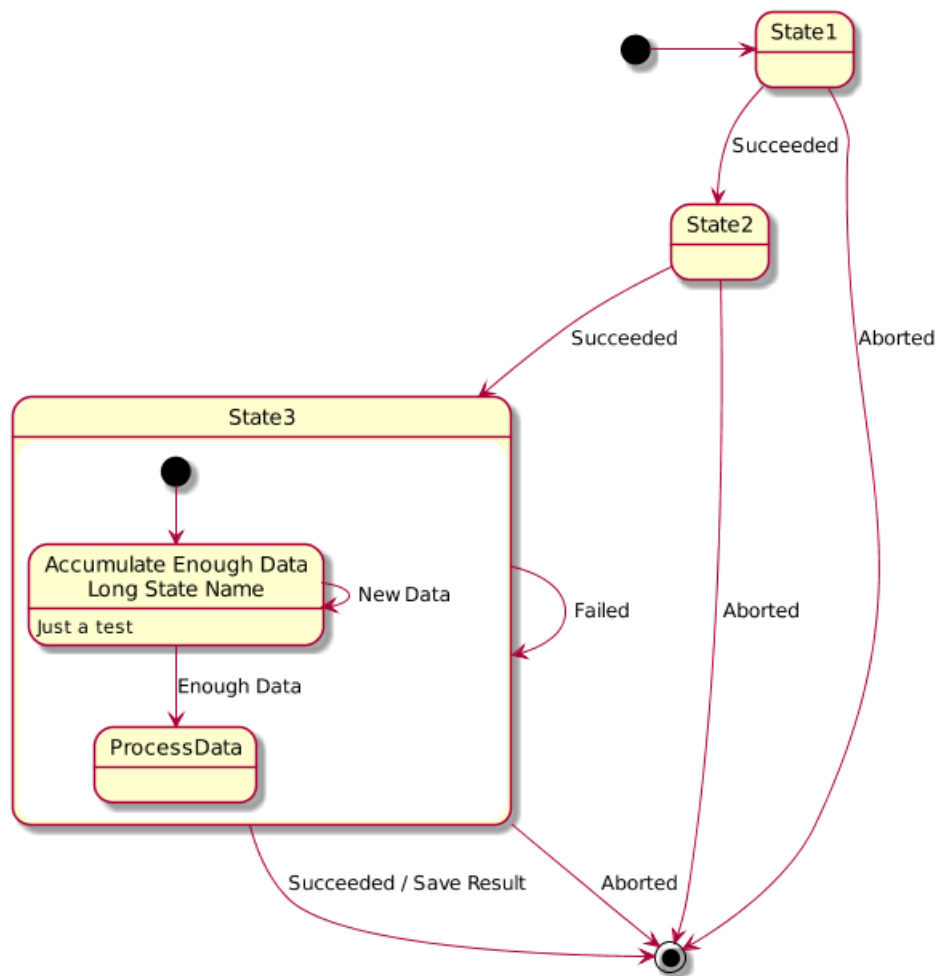 State1
Succeeded
State2
Succeeded
Aborted
State3
Accumulate Enough Data
Long State Name
New Data
Just a test
Failed
Aborted
Enough Data
ProcessData
Succeeded / Save Result
Aborted